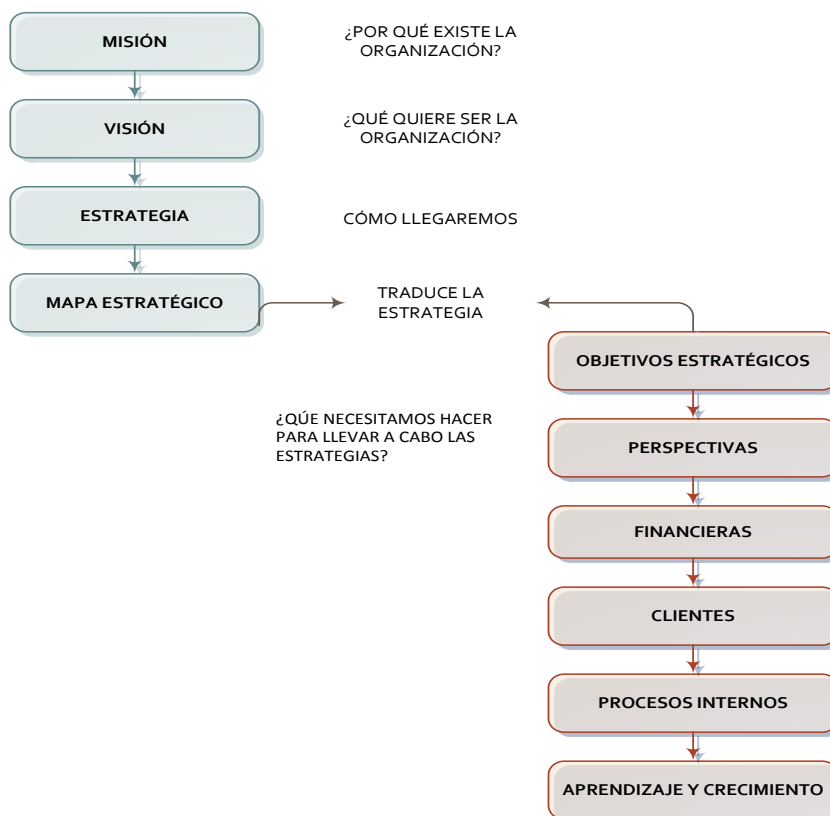 MISIÓN
¿POR QUÉ EXISTE LA
ORGANIZACIÓN?
VISIÓN
¿QUÉ QUIERE SER LA
ORGANIZACIÓN?
ESTRATEGIA
CÓMO LLEGAREMOS
MAPA ESTRATÉGICO
TRADUCE LA
ESTRATEGIA
OBJETIVOS ESTRATÉGICOS
¿QÚE NECESITAMOS HACER
PARA LLEVAR A CABO LAS
ESTRATEGIAS?
PERSPECTIVAS
FINANCIERAS
CLIENTES
PROCESOS INTERNOS
APRENDIZAJE Y CRECIMIENTO